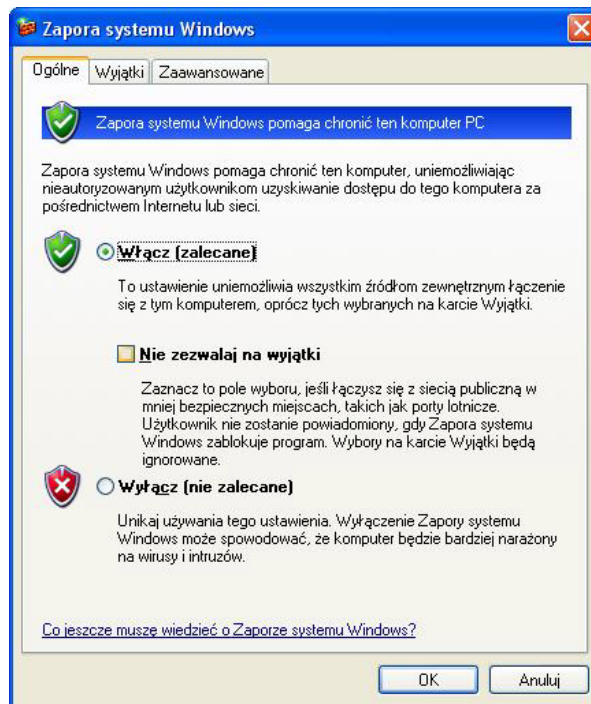 Zapora systemu Windows
Ogólne Wyjątki Zaawansowane
Zapora systemu Windows pomaga chronić ten komputer PC
Zapora systemu Windows pomaga chronić ten komputer, uniemożliwiając
nieautoryzowanym użytkownikom uzyskiwanie dostępu do tego komputera za
pośrednictwem Internetu lub sieci.
Włącz (zalecane)
To ustawienie uniemożliwia wszystkim źródłom zewnętrznym łączenie
się z tym komputerem, oprócz tych wybranych na karcie Wyjątki.
Nie zezwalaj na wyjątki
Zaznacz to pole wyboru, jeśli łączysz się z siecią publiczną w
mniej bezpiecznych miejscach, takich jak porty lotnicze.
Użytkownik nie zostanie powiadomiony, gdy Zapora systemu
Windows zablokuje program. Wybory na karcie Wyjątki będą
ignorowane.
Wyłącz (nie zalecane)
Unikaj używania tego ustawienia. Wyłączenie Zapory systemu
Windows może spowodować, że komputer będzie bardziej narażony
na wirusy i intruzów.
Co jeszcze muszę wiedzieć o Zaporze systemu Windows?
OK Anuluj